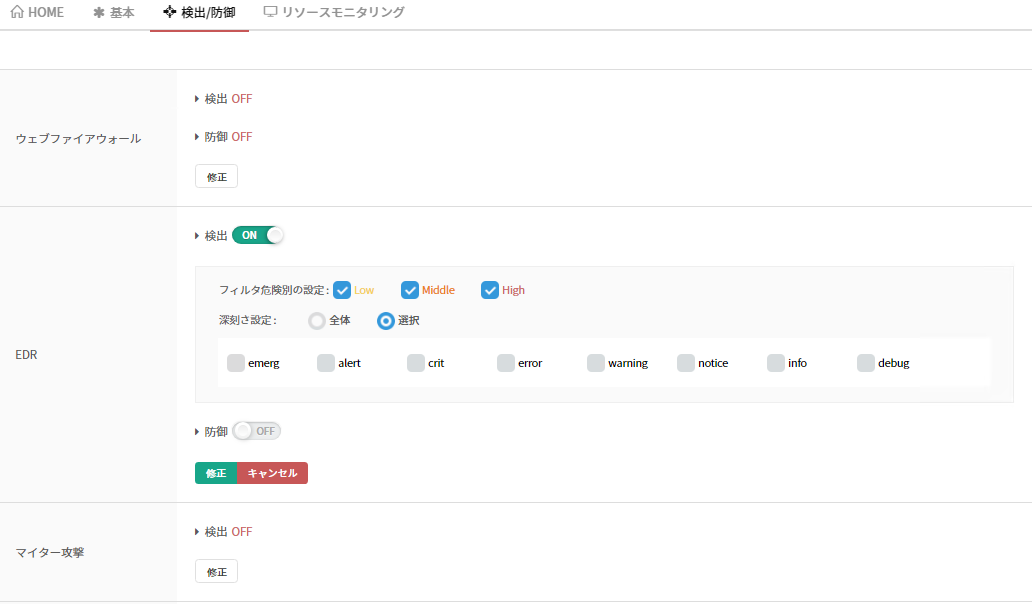 HOME 基本 検出/防御 リソースモニタリング
ウェブファイアウォール
検出 OFF
防御 OFF
修正
EDR
検出 ON
フィルタ危険別の設定 : Low Middle High
深刻さ設定 : 全体 選択
emerg alert crit error warning notice info debug
防御 OFF
修正 キャンセル
マイター攻撃
検出 OFF
修正